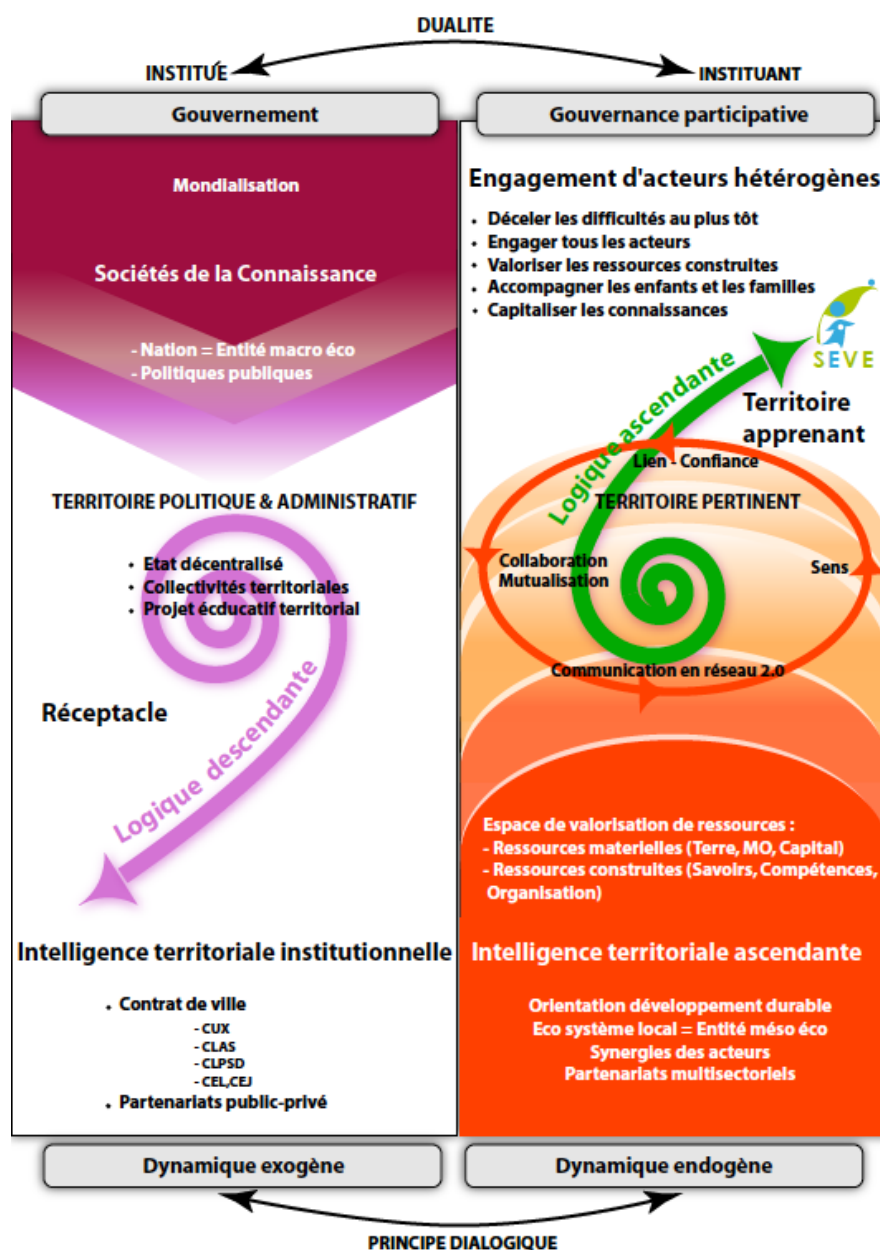 DUALITE
INSTITUÉ
INSTITUANT
Gouvernement
Mondialisation
Sociétés de la Connaissance
- Nation = Entité macro éco
- Politiques publiques
TERRITOIRE POLITIQUE & ADMINISTRATIF
• Etat décentralisé
• Collectivités territoriales
• Projet écducatif territorial
Réceptacle
Logique descendante
Intelligence territoriale institutionnelle
• Contrat de ville
- CUX
- CLAS
- CLPSD
- CEL,CEJ
• Partenariats public-privé
Dynamique exogène
Gouvernance participative
Engagement d'acteurs hétérogènes
• Déceler les difficultés au plus tôt
• Engager tous les acteurs
• Valoriser les ressources construites
• Accompagner les enfants et les familles
• Capitaliser les connaissances
SEVE
Logique ascendante
Territoire
apprenant
Lien - Confiance
TERRITOIRE PERTINENT
Collaboration
Mutualisation
Sens
Communication en réseau 2.0
Espace de valorisation de ressources :
- Ressources materielles (Terre, MO, Capital)
- Ressources construites (Savoirs, Compétences,
Organisation)
Intelligence territoriale ascendante
Orientation développement durable
Eco système local = Entité méso éco
Synergles des acteurs
Partenariats multisectoriels
Dynamique endogène
PRINCIPE DIALOGIQUE